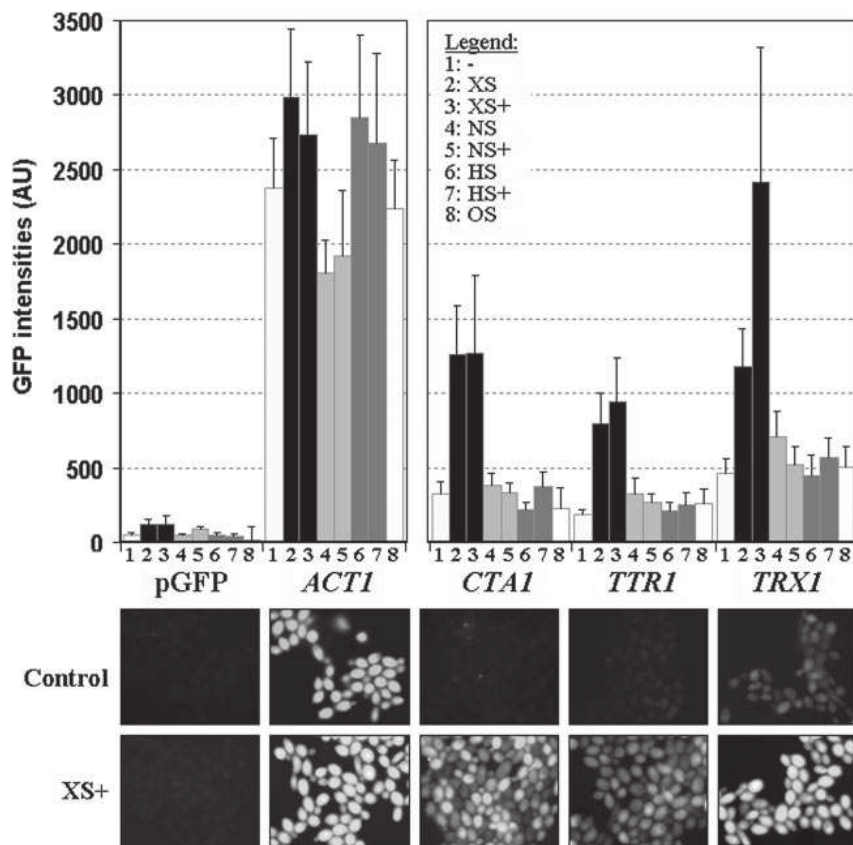 3500
3000
2500
2000
1500
1000
500
0
GFP intensities (AU)
Legend:
1: -
2: XS
3: XS+
4: NS
5: NS+
6: HS
7: HS+
8: OS
1 2 3 4 5 6 7 8 1 2 3 4 5 6 7 8 1 2 3 4 5 6 7 8 1 2 3 4 5 6 7 8 1 2 3 4 5 6 7 8
pGFP ACT1 CTA1 TTR1 TRX1
Control
XS+